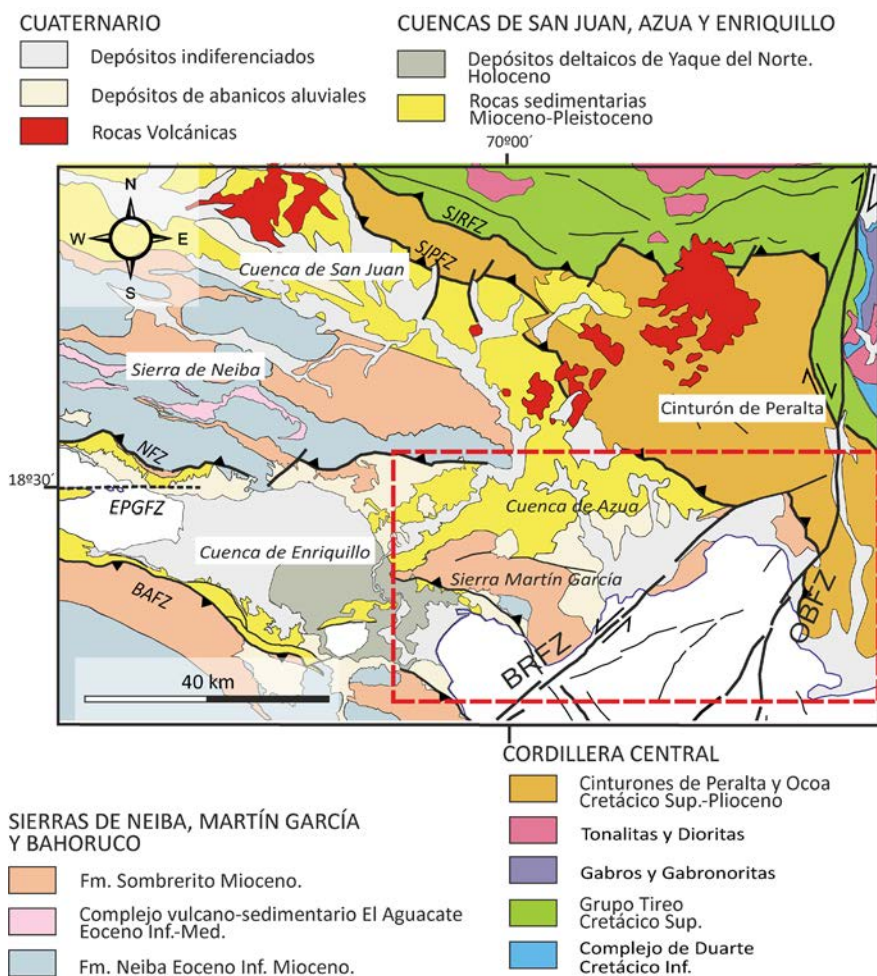 CUATERNARIO
Depósitos indiferenciados
Depósitos de abanicos aluviales
Rocas Volcánicas
CUENCAS DE SAN JUAN, AZUA Y ENRIQUILLO
Depósitos deltaicos de Yaque del Norte.
Holoceno
Rocas sedimentarias
Mioceno-Pleistoceno
70º00´
N
W E
S
SJRFZ
SJPFZ
Cuenca de San Juan
Sierra de Neiba
Cinturón de Peralta
NFZ
18º30´
EPGFZ
Cuenca de Azua
Cuenca de Enriquillo
Sierra Martín García
BAFZ
BRFZ
OBFZ
40 km
CORDILLERA CENTRAL
Cinturones de Peralta y Ocoa
Cretácico Sup.-Plioceno
Tonalitas y Dioritas
Gabros y Gabronoritas
Grupo Tireo
Cretácico Sup.
Complejo de Duarte
Cretácico Inf.
SIERRAS DE NEIBA, MARTÍN GARCÍA
Y BAHORUCO
Fm. Sombrerito Mioceno.
Complejo vulcano-sedimentario El Aguacate
Eoceno Inf.-Med.
Fm. Neiba Eoceno Inf. Mioceno.